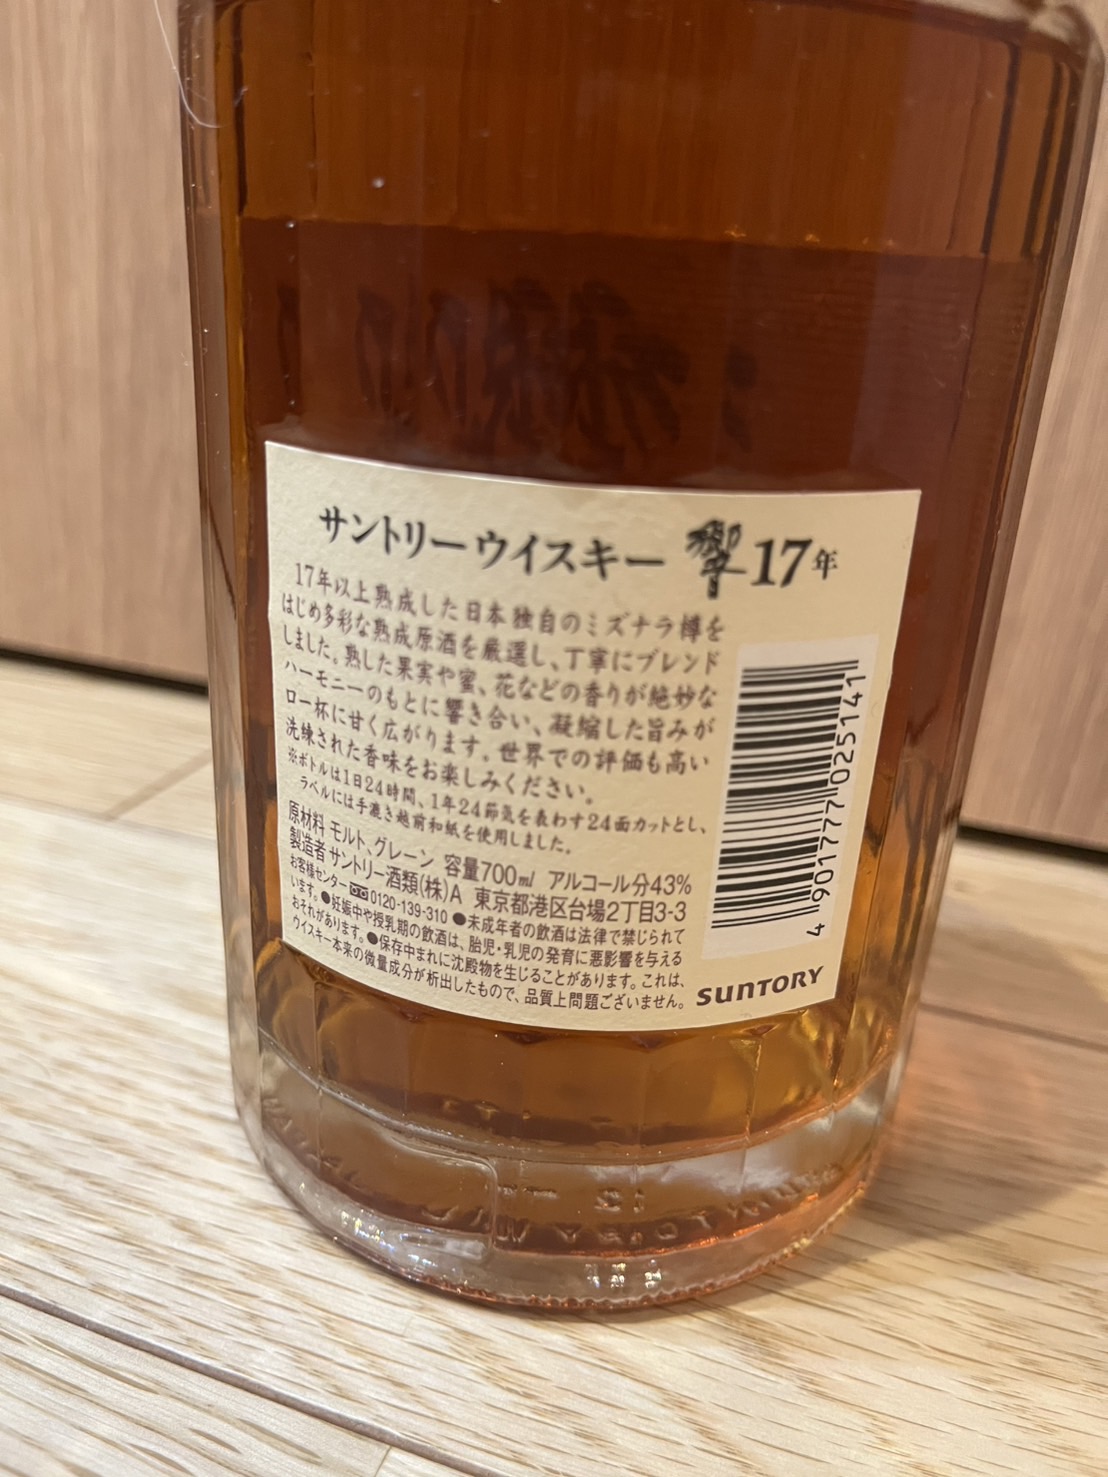 サントリーウイスキー 響 17年
17年以上熟成した日本独自のミズナラ樽を
はじめ多彩な熟成原酒を厳選し、丁寧にブレンド
しました。熟した果実や蜜、花などの香りが絶妙な
ハーモニーのもとに響き合い、凝縮した旨みが
口一杯に甘く広がります。世界での評価も高い
洗練された香味をお楽しみください。
※ボトルは1日24時間、1年24節気を表わす24面カットとし、
ラベルには手漉き越前和紙を使用しました。
原材料 モルト、グレーン 容量700㎖ アルコール分43%
製造者 サントリー酒類(株)A 東京都港区台場2丁目3-3
お客様センター 0120-139-310 ●未成年者の飲酒は法律で禁じられて
います。●妊娠中や授乳期の飲酒は、胎児・乳児の発育に悪影響を与える
おそれがあります。●保存中まれに沈殿物を生じることがあります。これは、
ウイスキー本来の微量成分が析出したもので、品質上問題ございません。
4 901777 025141
SUNTORY